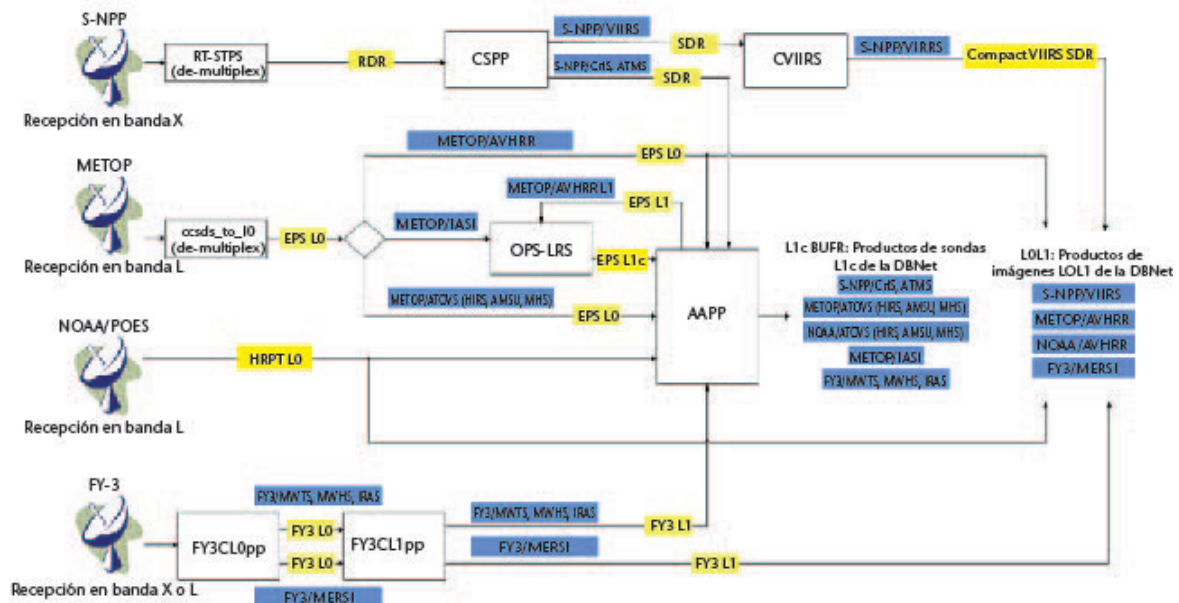 S-NPP
RT-STPS
(de-multiplex)
RDR
CSPP
S-NPP/VIIRS
SDR
S-NPP/CrIS, ATMS
SDR
CVIIRS
S-NPP/VIRRS
Compact VIIRS SDR
Recepción en banda X
METOP
ccsds_to_l0
(de-multiplex)
EPS L0
METOP/AVHRR
EPS L0
METOP/AVHRR L1
EPS L1
METOP/IASI
OPS-LRS
EPS L1c
METOP/ATOVS (HIRS, AMSU, MHS)
EPS L0
Recepción en banda L
AAPP
L1c BUFR: Productos de sondas
L1c de la DBNet
S-NPP/CrIS, ATMS
METOP/ATOVS (HIRS, AMSU, MHS)
NOAA/ATOVS (HIRS, AMSU, MHS)
METOP/IASI
FY3/MWTS, MWHS, IRAS
L0L1: Productos de
imágenes LOL1 de la DBNet
S-NPP/VIIRS
METOP/AVHRR
NOAA/AVHRR
FY3/MERSI
NOAA/POES
HRPT L0
Recepción en banda L
FY-3
FY3CL0pp
FY3/MWTS, MWHS, IRAS
FY3 L0
FY3 L0
FY3/MERSI
FY3CL1pp
FY3/MWTS, MWHS, IRAS
FY3 L1
FY3/MERSI
FY3 L1
Recepción en banda X o L